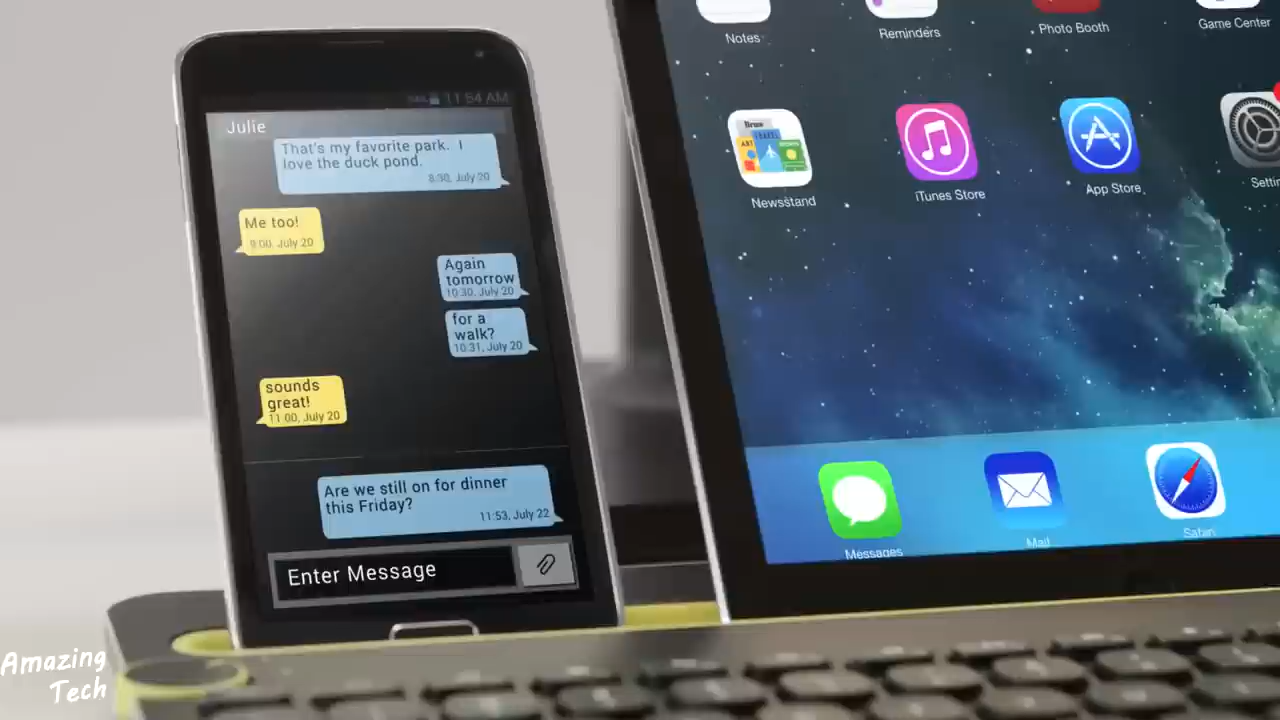 11:54 AM
Julie
That's my favorite park. I
love the duck pond.
8:30, July 20
Me too!
9:00, July 20
Again
tomorrow
10:30, July 20
for a
walk?
10:31, July 20
sounds
great!
11:00, July 20
Are we still on for dinner
this Friday?
11:53, July 22
Enter Message
Notes
Reminders
Photo Booth
Game Center
Newsstand
iTunes Store
App Store
Messages
Mail
Safari
Amazing
Tech